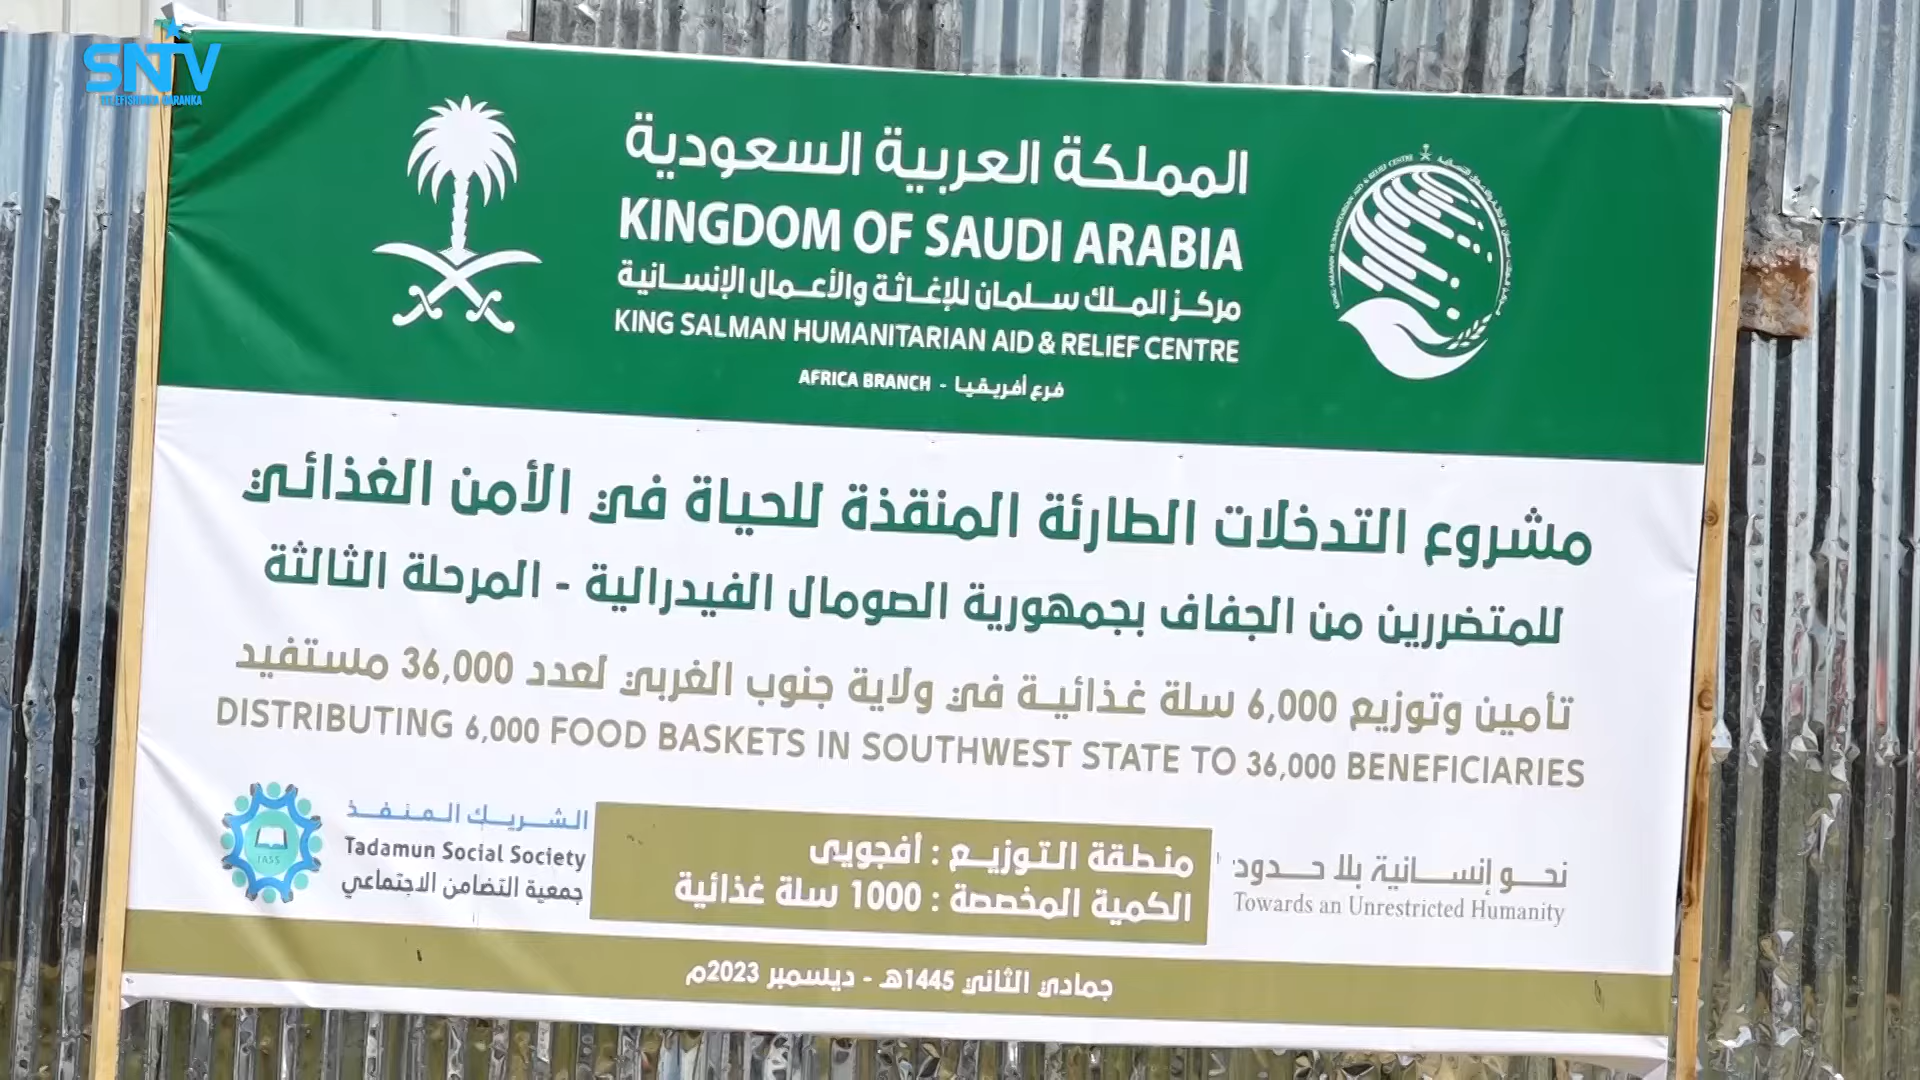 SNTV
المملكة العربية السعودية
KINGDOM OF SAUDI ARABIA
مركز الملك سلمان للإغاثة والأعمال الإنسانية
KING SALMAN HUMANITARIAN AID & RELIEF CENTRE
AFRICA BRANCH - فرع أفريقيا
مشروع التدخلات الطارئة المنقذة للحياة في الأمن الغذائي
للمتضررين من الجفاف بجمهورية الصومال الفيدرالية - المرحلة الثالثة
تأمين وتوزيع 6,000 سلة غذائية في ولاية جنوب الغربي لعدد 36,000 مستفيد
DISTRIBUTING 6,000 FOOD BASKETS IN SOUTHWEST STATE TO 36,000 BENEFICIARIES
الشريك المنفذ
Tadamun Social Society
جمعية التضامن الاجتماعي
TASS
منطقة التوزيع : أفجويى
الكمية المخصصة : 1000 سلة غذائية
نحو إنسانية بلا حدود
Towards an Unrestricted Humanity
جمادي الثاني 1445هـ - ديسمبر 2023م